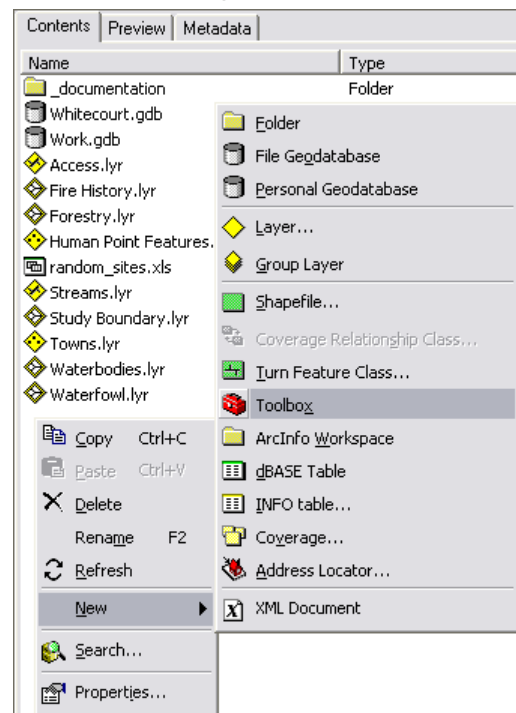 Contents Preview Metadata
Name Type
_documentation Folder
Whitecourt.gdb
Work.gdb
Access.lyr
Fire History.lyr
Forestry.lyr
Human Point Features.
random_sites.xls
Streams.lyr
Study Boundary.lyr
Towns.lyr
Waterbodies.lyr
Waterfowl.lyr
Copy Ctrl+C
Paste Ctrl+V
Delete
Rename F2
Refresh
New
Search...
Properties...
Folder
File Geodatabase
Personal Geodatabase
Layer...
Group Layer
Shapefile...
Coverage Relationship Class...
Turn Feature Class...
Toolbox
ArcInfo Workspace
dBASE Table
INFO table...
Coverage...
Address Locator...
XML Document